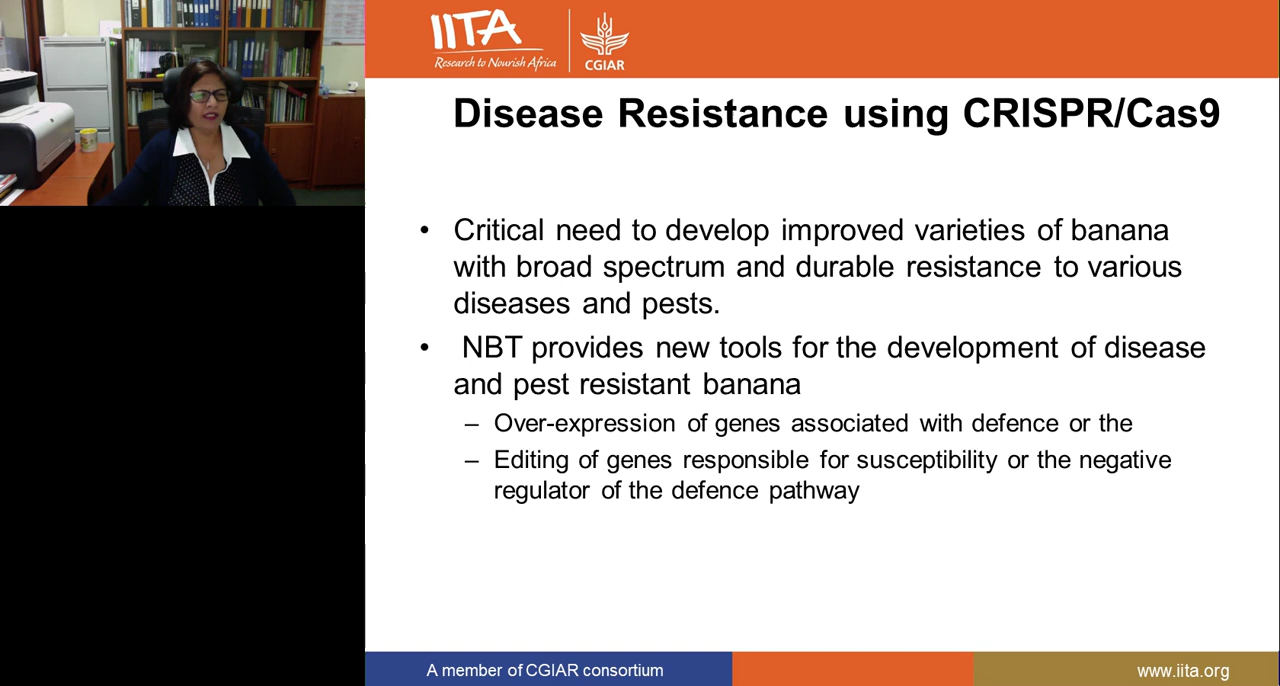 IITA
Research to Nourish Africa
CGIAR
Disease Resistance using CRISPR/Cas9
• Critical need to develop improved varieties of banana
with broad spectrum and durable resistance to various
diseases and pests.
• NBT provides new tools for the development of disease
and pest resistant banana
– Over-expression of genes associated with defence or the
– Editing of genes responsible for susceptibility or the negative
regulator of the defence pathway
A member of CGIAR consortium
www.iita.org